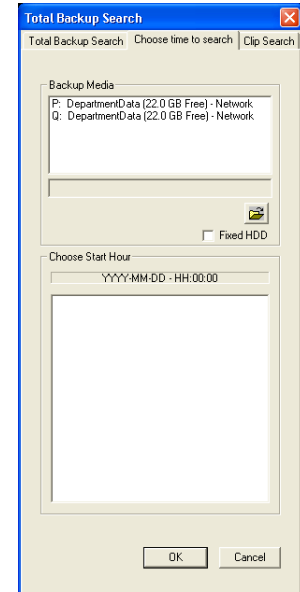 Total Backup Search
Total Backup Search Choose time to search Clip Search
Backup Media
P: DepartmentData (22.0 GB Free) - Network
Q: DepartmentData (22.0 GB Free) - Network
Fixed HDD
Choose Start Hour
YYYY-MM-DD - HH:00:00
OK Cancel